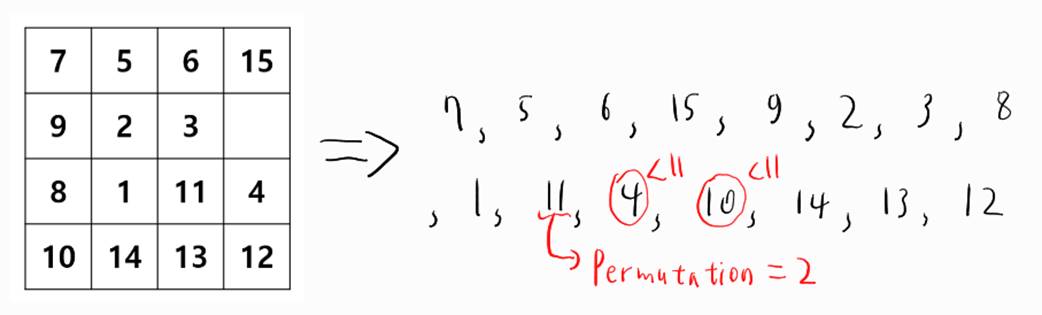 7 5 6 15
9 2 3
8 1 11 4
10 14 13 12
⇒
7, 5, 6, 15, 9, 2, 3, 8
<11 <11
, 1, 11, 4, 10, 14, 13, 12
Permutation = 2